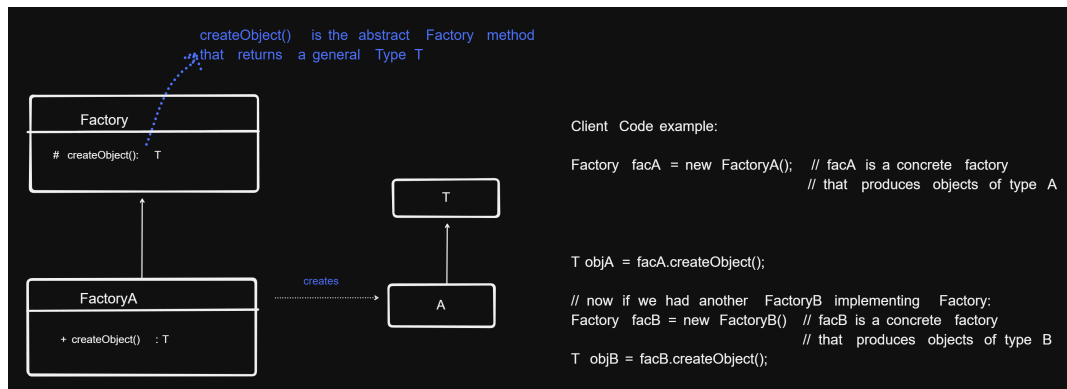 createObject() is the abstract Factory method
that returns a general Type T
Factory
# createObject(): T
FactoryA
+ createObject() : T
creates
T
A
Client Code example:
Factory facA = new FactoryA(); // facA is a concrete factory
// that produces objects of type A
T objA = facA.createObject();
// now if we had another FactoryB implementing Factory:
Factory facB = new FactoryB() // facB is a concrete factory
// that produces objects of type B
T objB = facB.createObject();